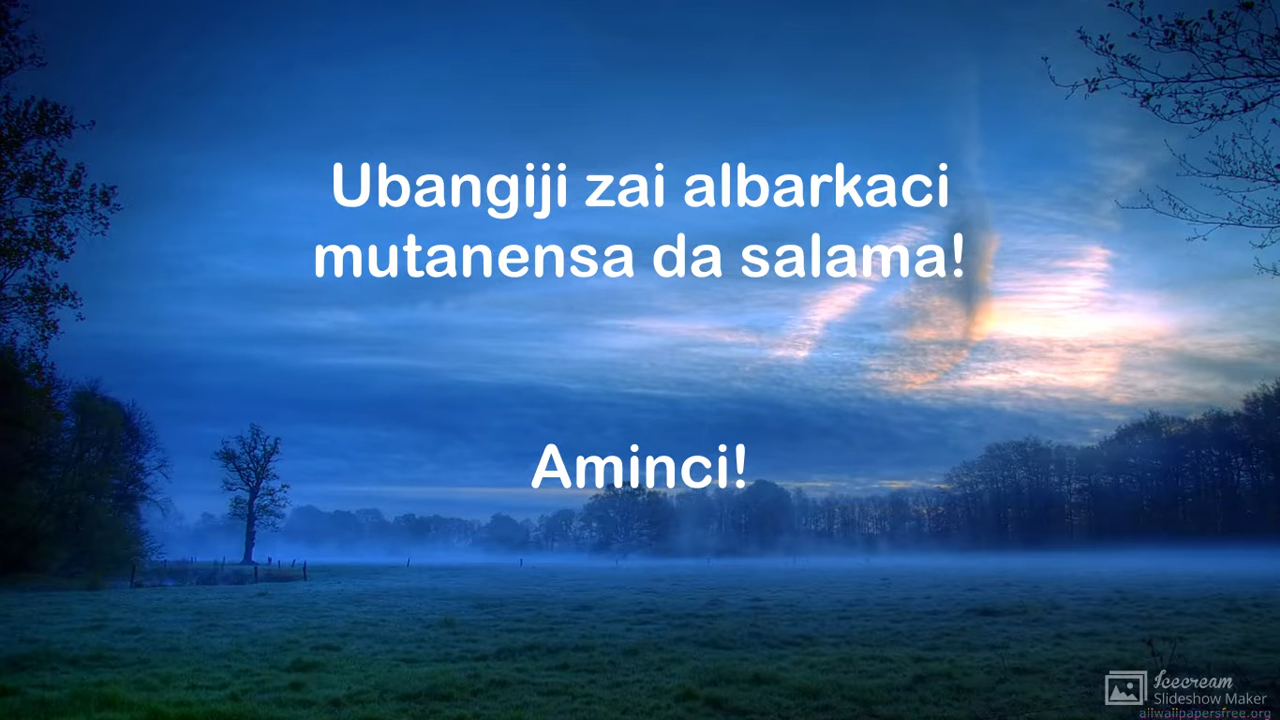 Ubangiji zai albarkaci
mutanensa da salama!
Aminci!
Icecream
Slideshow Maker
allwallpapersfree.org